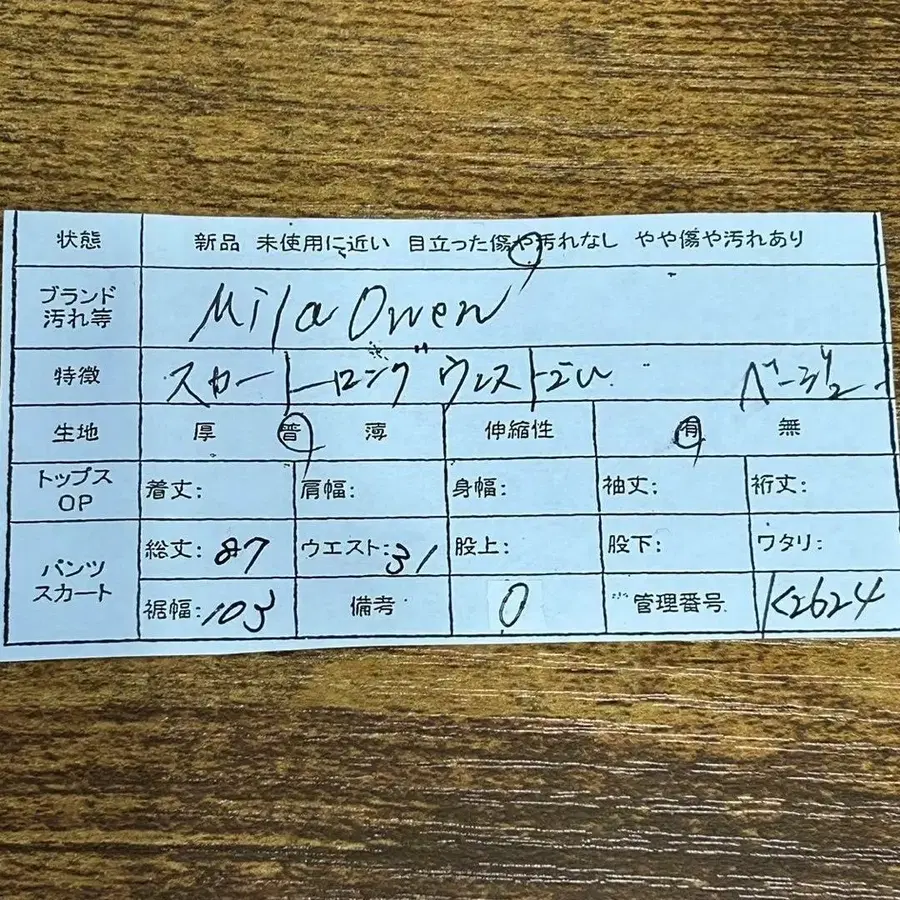 状態 新品 未使用に近い 目立った傷や汚れなし やや傷や汚れあり
ブランド
汚れ等 Mila Owen
特徴 スカート ロング ウェスト ベージュ
生地 厚 普 薄 伸縮性 有 無
トップス
OP 着丈: 肩幅: 身幅: 袖丈: 裄丈:
パンツ
スカート 総丈: 87 ウエスト: 31 股上: 股下: ワタリ:
裾幅: 103 備考 0 管理番号 K2624